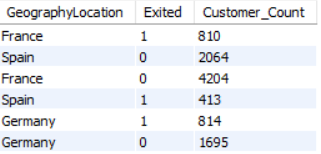 GeographyLocation Exited Customer_Count
France 1 810
Spain 0 2064
France 0 4204
Spain 1 413
Germany 1 814
Germany 0 1695